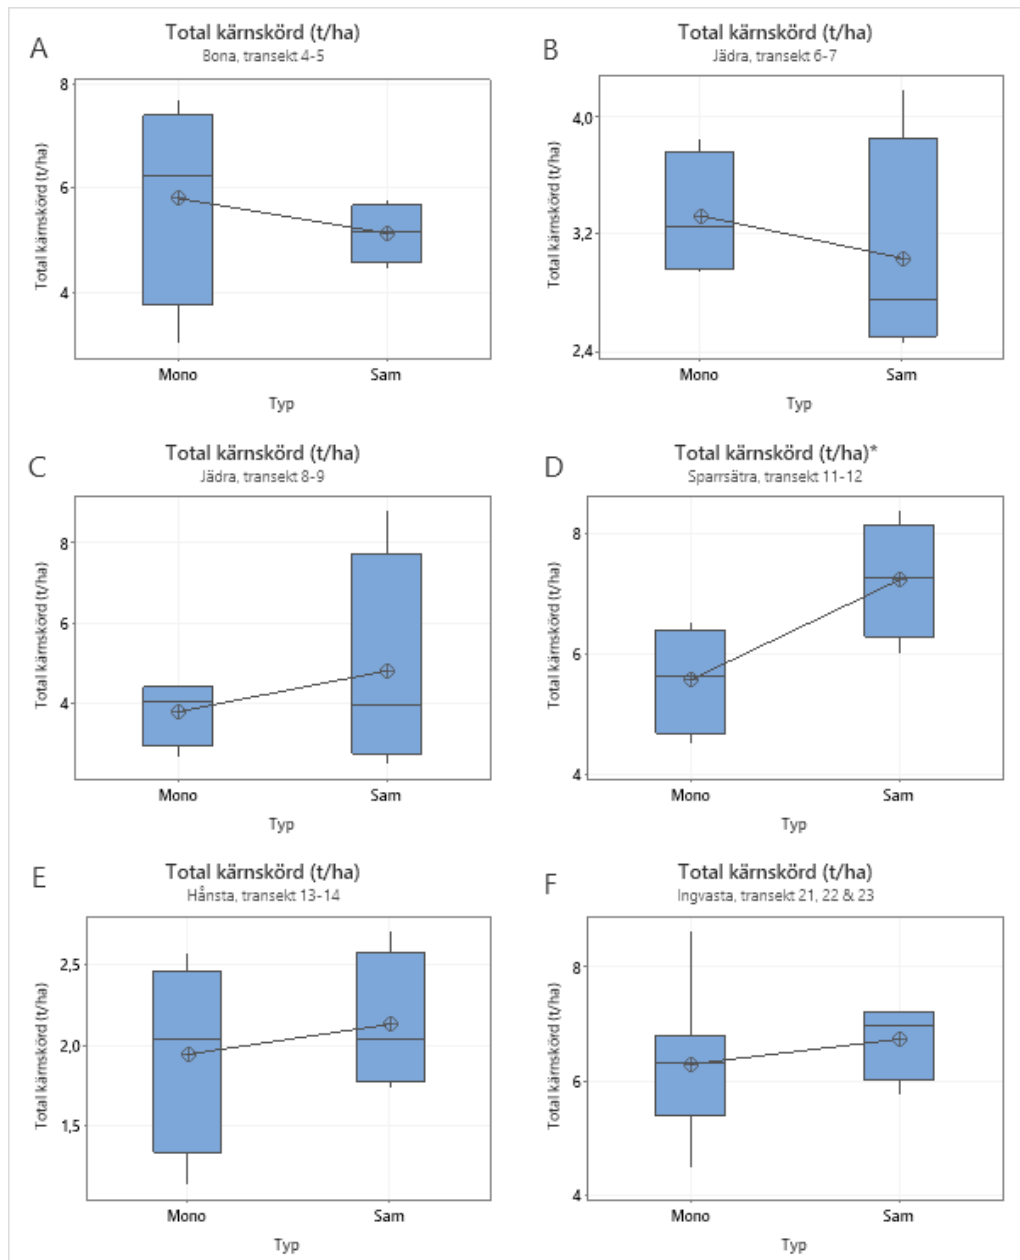 A
Total kärnskörd (t/ha)
Bona, transekt 4-5
Total kärnskörd (t/ha)
8
6
4
Mono
Sam
Typ
B
Total kärnskörd (t/ha)
Jädra, transekt 6-7
Total kärnskörd (t/ha)
4,0
3,2
2,4
Mono
Sam
Typ
C
Total kärnskörd (t/ha)
Jädra, transekt 8-9
Total kärnskörd (t/ha)
8
6
4
Mono
Sam
Typ
D
Total kärnskörd (t/ha)*
Sparrsätra, transekt 11-12
Total kärnskörd (t/ha)
8
6
4
Mono
Sam
Typ
E
Total kärnskörd (t/ha)
Hånsta, transekt 13-14
Total kärnskörd (t/ha)
2,5
2,0
1,5
Mono
Sam
Typ
F
Total kärnskörd (t/ha)
Ingvasta, transekt 21, 22 & 23
Total kärnskörd (t/ha)
8
6
4
Mono
Sam
Typ